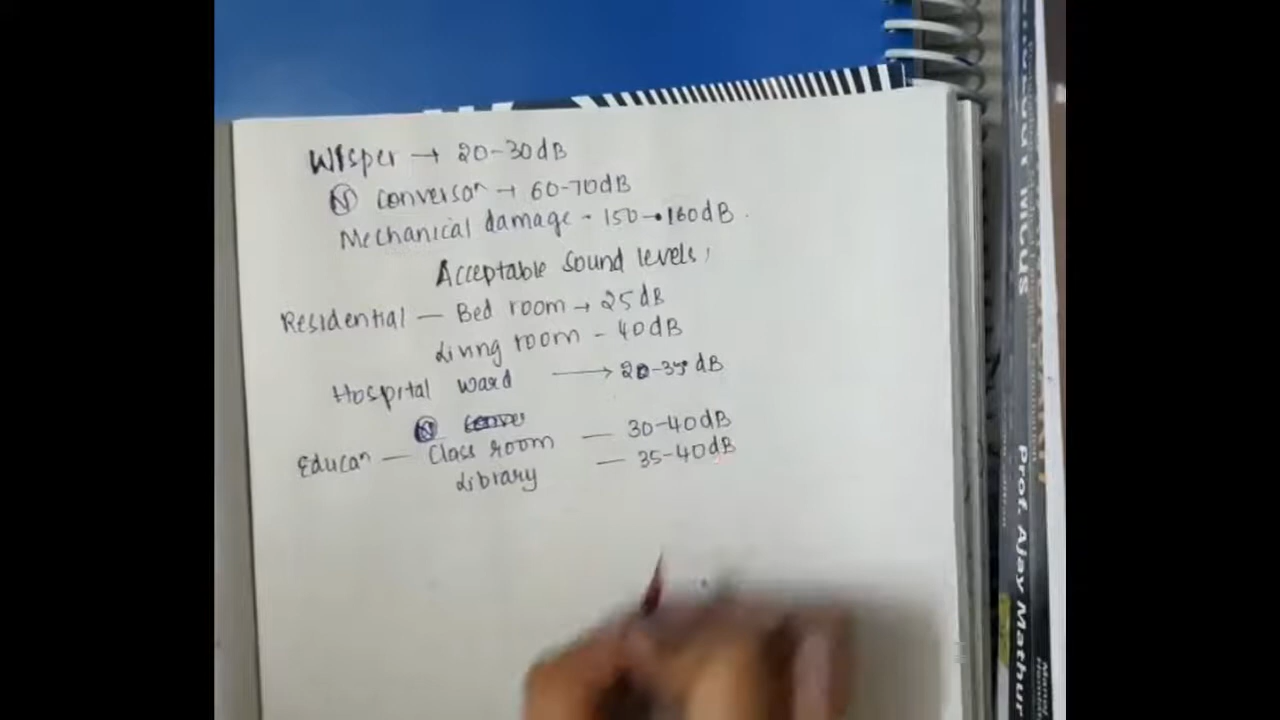 Wisper → 20-30dB
Ⓝ conversan → 60-70dB
Mechanical damage - 150-160dB.
Acceptable sound levels,
Residential — Bed room → 25dB
Living room - 40dB
Hospital ward → 20-35dB
Ⓝ
Educan — Class room — 30-40dB
Library — 35-40dB
Prof. Ajay Mathur